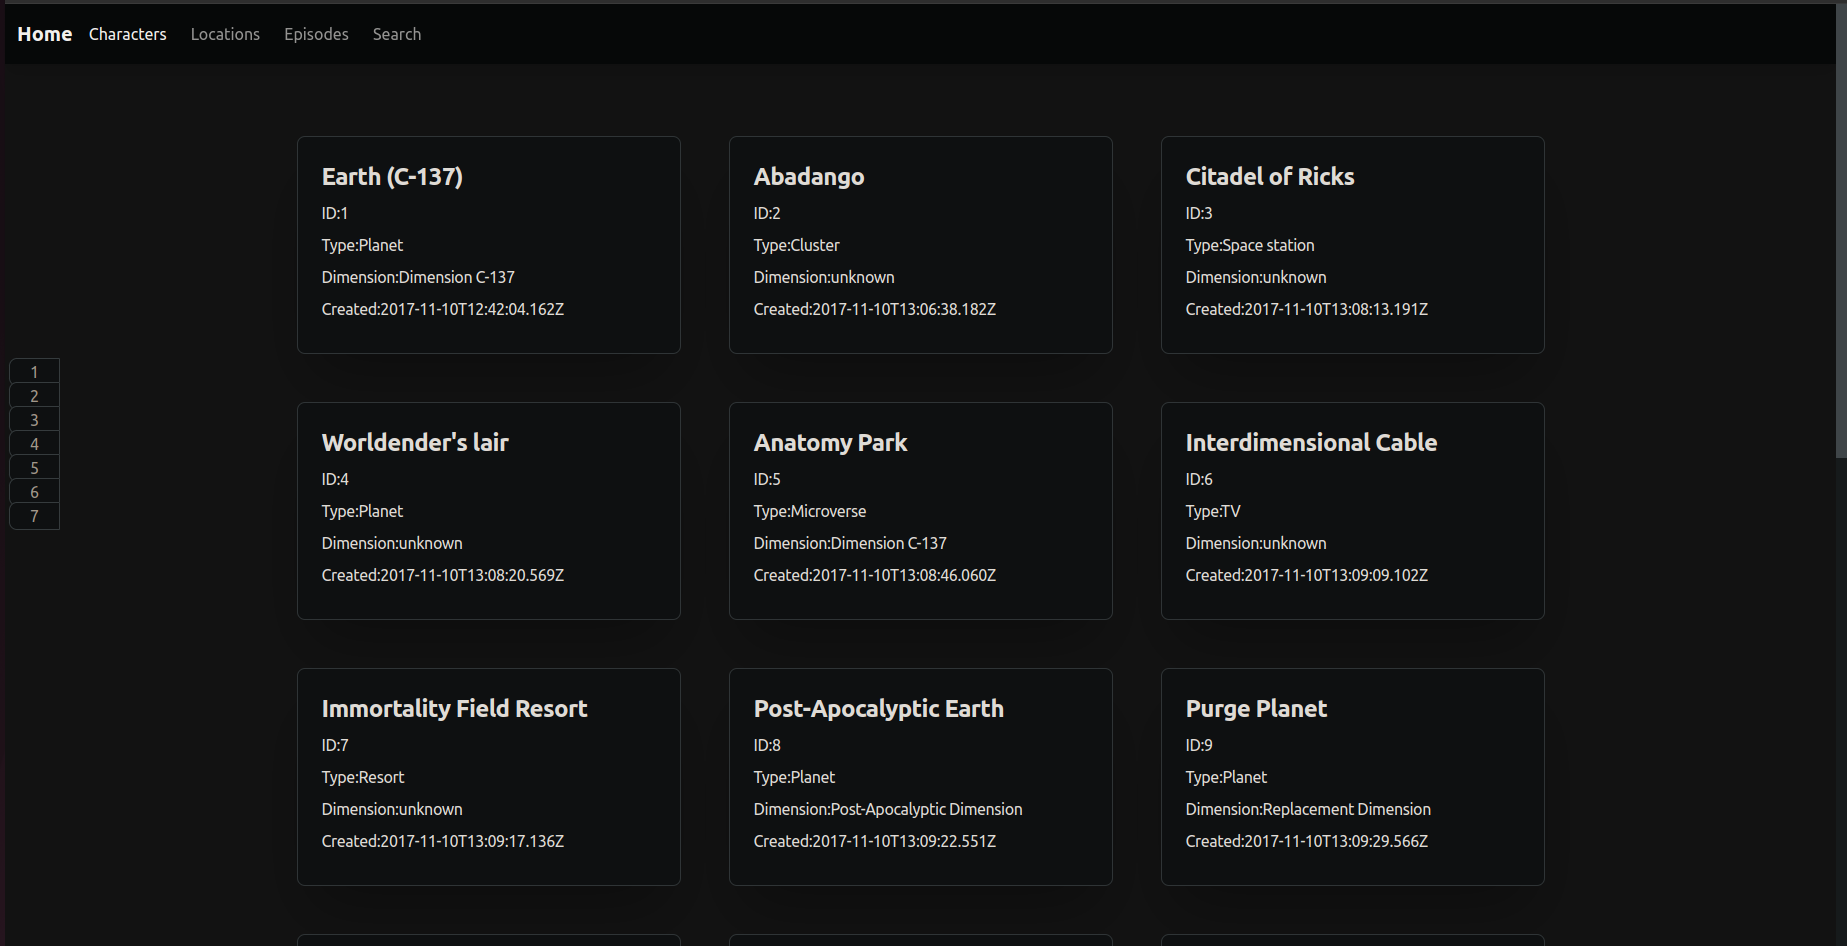 Home Characters Locations Episodes Search
Earth (C-137)
ID:1
Type:Planet
Dimension:Dimension C-137
Created:2017-11-10T12:42:04.162Z
Abadango
ID:2
Type:Cluster
Dimension:unknown
Created:2017-11-10T13:06:38.182Z
Citadel of Ricks
ID:3
Type:Space station
Dimension:unknown
Created:2017-11-10T13:08:13.191Z
1
2
3
4
5
6
7
Worldender's lair
ID:4
Type:Planet
Dimension:unknown
Created:2017-11-10T13:08:20.569Z
Anatomy Park
ID:5
Type:Microverse
Dimension:Dimension C-137
Created:2017-11-10T13:08:46.060Z
Interdimensional Cable
ID:6
Type:TV
Dimension:unknown
Created:2017-11-10T13:09:09.102Z
Immortality Field Resort
ID:7
Type:Resort
Dimension:unknown
Created:2017-11-10T13:09:17.136Z
Post-Apocalyptic Earth
ID:8
Type:Planet
Dimension:Post-Apocalyptic Dimension
Created:2017-11-10T13:09:22.551Z
Purge Planet
ID:9
Type:Planet
Dimension:Replacement Dimension
Created:2017-11-10T13:09:29.566Z